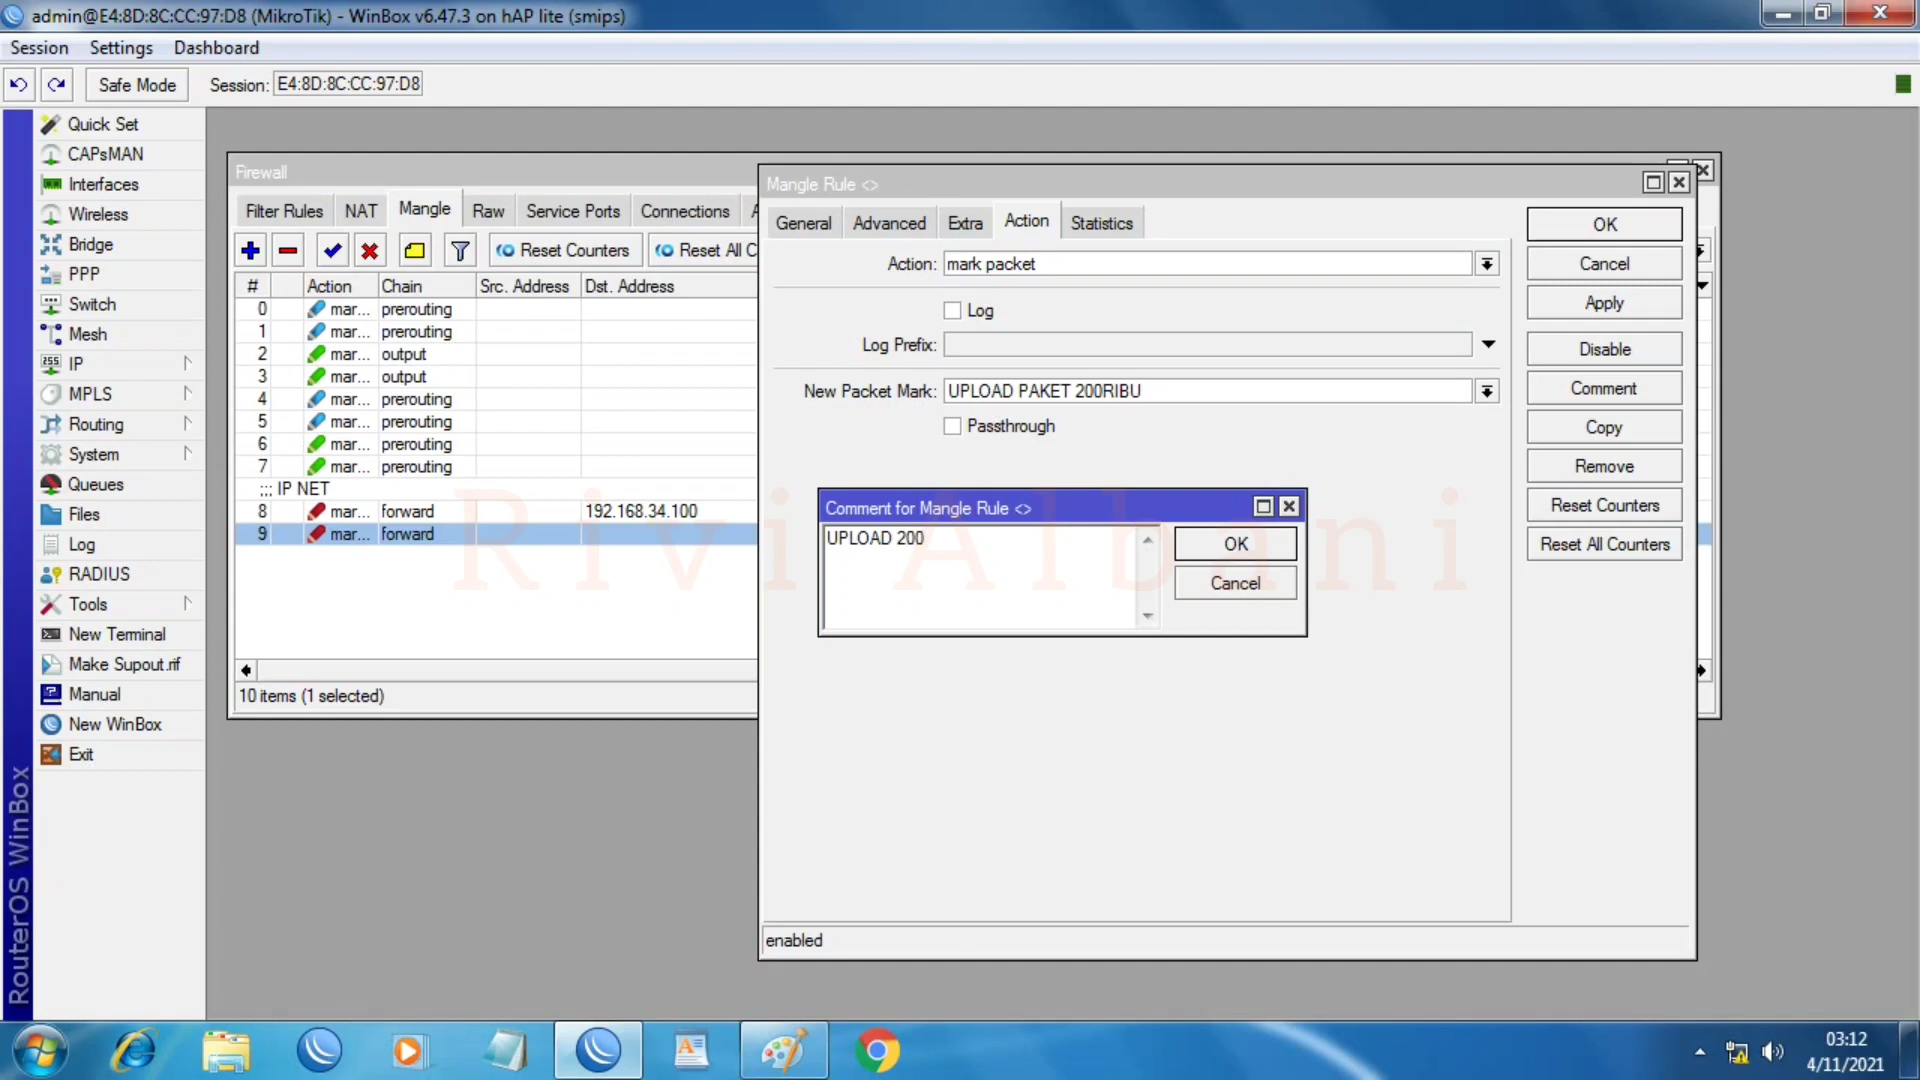 admin@E4:8D:8C:CC:97:D8 (MikroTik) - WinBox v6.47.3 on hAP lite (smips)
Session Settings Dashboard
Safe Mode Session: E4:8D:8C:CC:97:D8
Quick Set
CAPsMAN
Interfaces
Wireless
Bridge
PPP
Switch
Mesh
IP
MPLS
Routing
System
Queues
Files
Log
RADIUS
Tools
New Terminal
Make Supout.rif
Manual
New WinBox
Exit
RouterOS WinBox
Firewall
Filter Rules NAT Mangle Raw Service Ports Connections
Reset Counters Reset All C
# Action Chain Src. Address Dst. Address
0 mar... prerouting
1 mar... prerouting
2 mar... output
3 mar... output
4 mar... prerouting
5 mar... prerouting
6 mar... prerouting
7 mar... prerouting
;;; IP NET
8 mar... forward 192.168.34.100
9 mar... forward
10 items (1 selected)
Mangle Rule <>
General Advanced Extra Action Statistics
Action: mark packet
Log
Log Prefix:
New Packet Mark: UPLOAD PAKET 200RIBU
Passthrough
OK
Cancel
Apply
Disable
Comment
Copy
Remove
Reset Counters
Reset All Counters
Comment for Mangle Rule <>
UPLOAD 200
OK
Cancel
enabled
Rivi Albani
03:12
4/11/2021